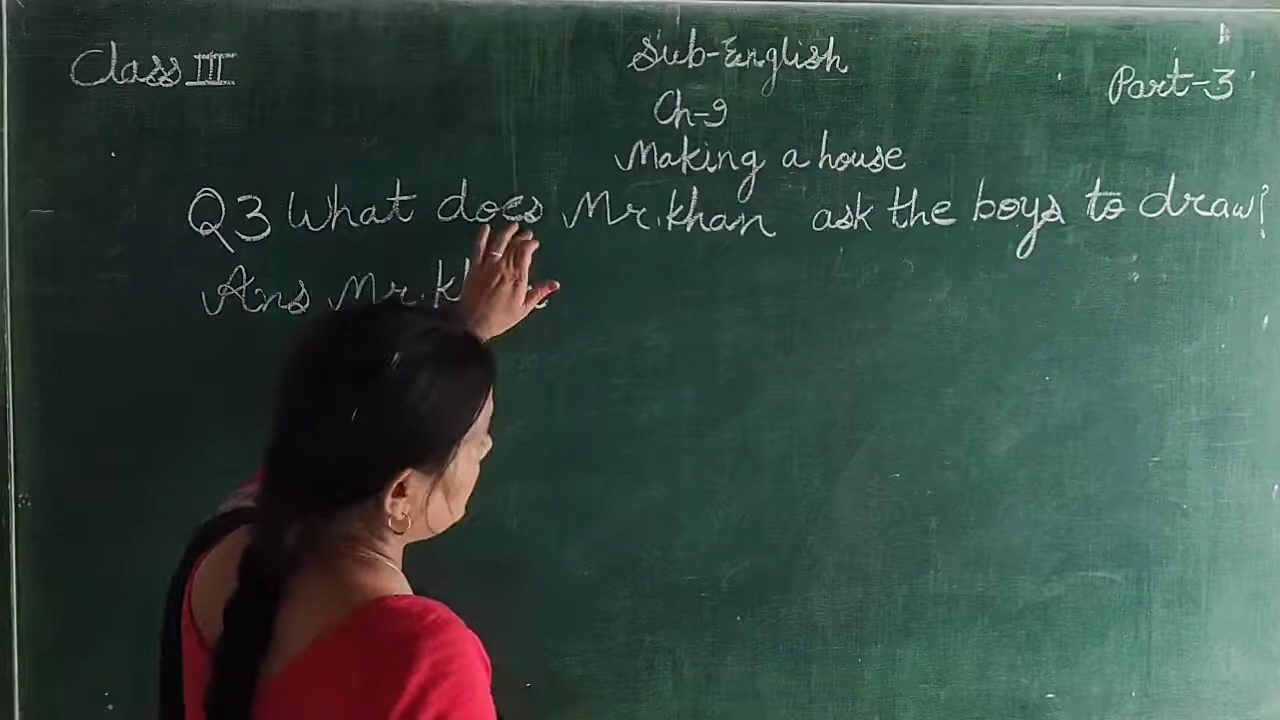 Class III
Sub-English
Part-3
Ch-9
Making a house
Q3 What does Mr. khan ask the boys to draw?
Ans Mr.